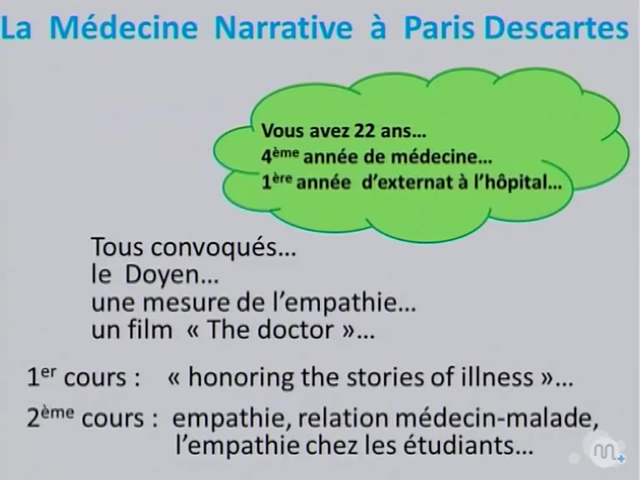 La Médecine Narrative à Paris Descartes
Vous avez 22 ans...
4ème année de médecine...
1ère année d'externat à l'hôpital...
Tous convoqués...
le Doyen...
une mesure de l'empathie...
un film « The doctor »...
1er cours : « honoring the stories of illness »...
2ème cours : empathie, relation médecin-malade,
l'empathie chez les étudiants...